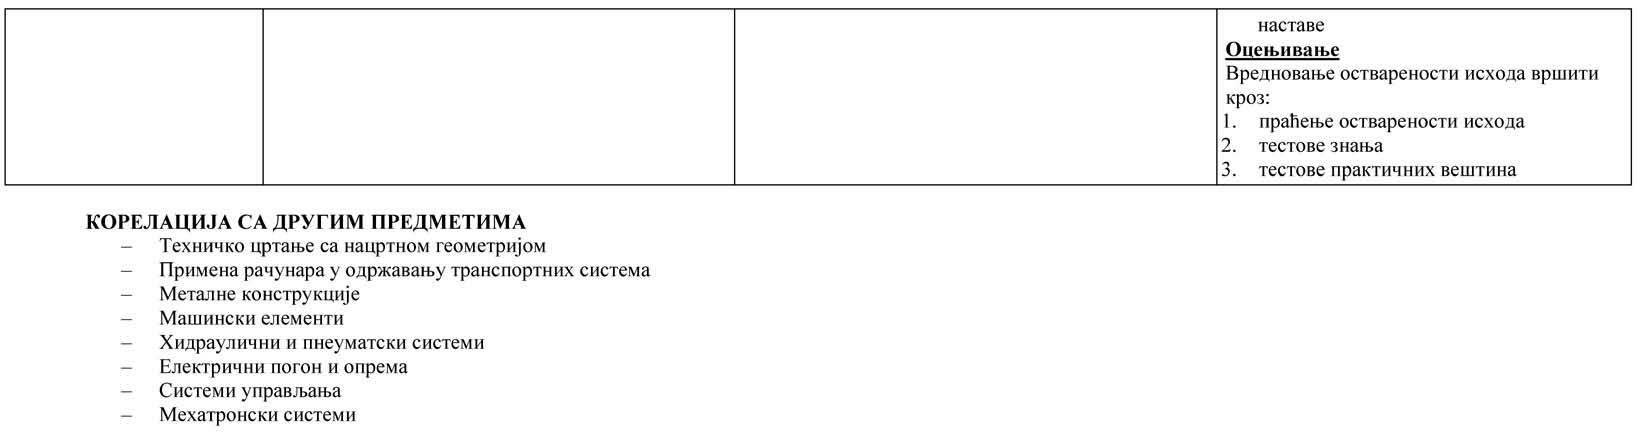 наставе
Оцењивање
Вредновање остварености исхода вршити
кроз:
1. праћење остварености исхода
2. тестове знања
3. тестове практичних вештина
КОРЕЛАЦИЈА СА ДРУГИМ ПРЕДМЕТИМА
– Техничко цртање са нацртном геометријом
– Примена рачунара у одржавању транспортних система
– Металне конструкције
– Машински елементи
– Хидраулични и пнеуматски системи
– Електрични погон и опрема
– Системи управљања
– Мехатронски системи